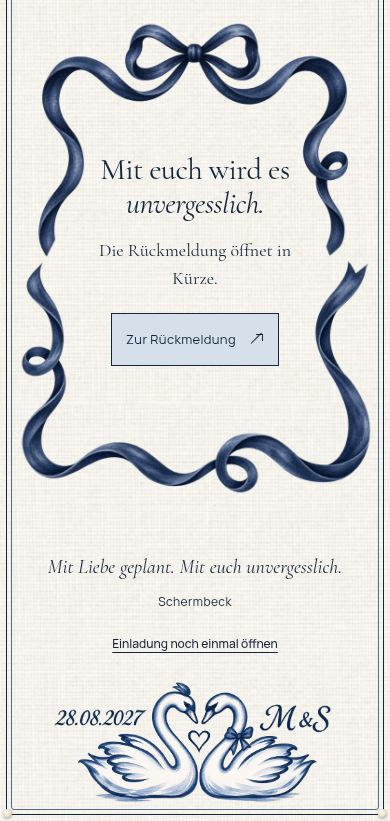 Mit euch wird es
unvergesslich.
Die Rückmeldung öffnet in
Kürze.
Zur Rückmeldung
Mit Liebe geplant. Mit euch unvergesslich.
Schermbeck
Einladung noch einmal öffnen
28.08.2027
M&S